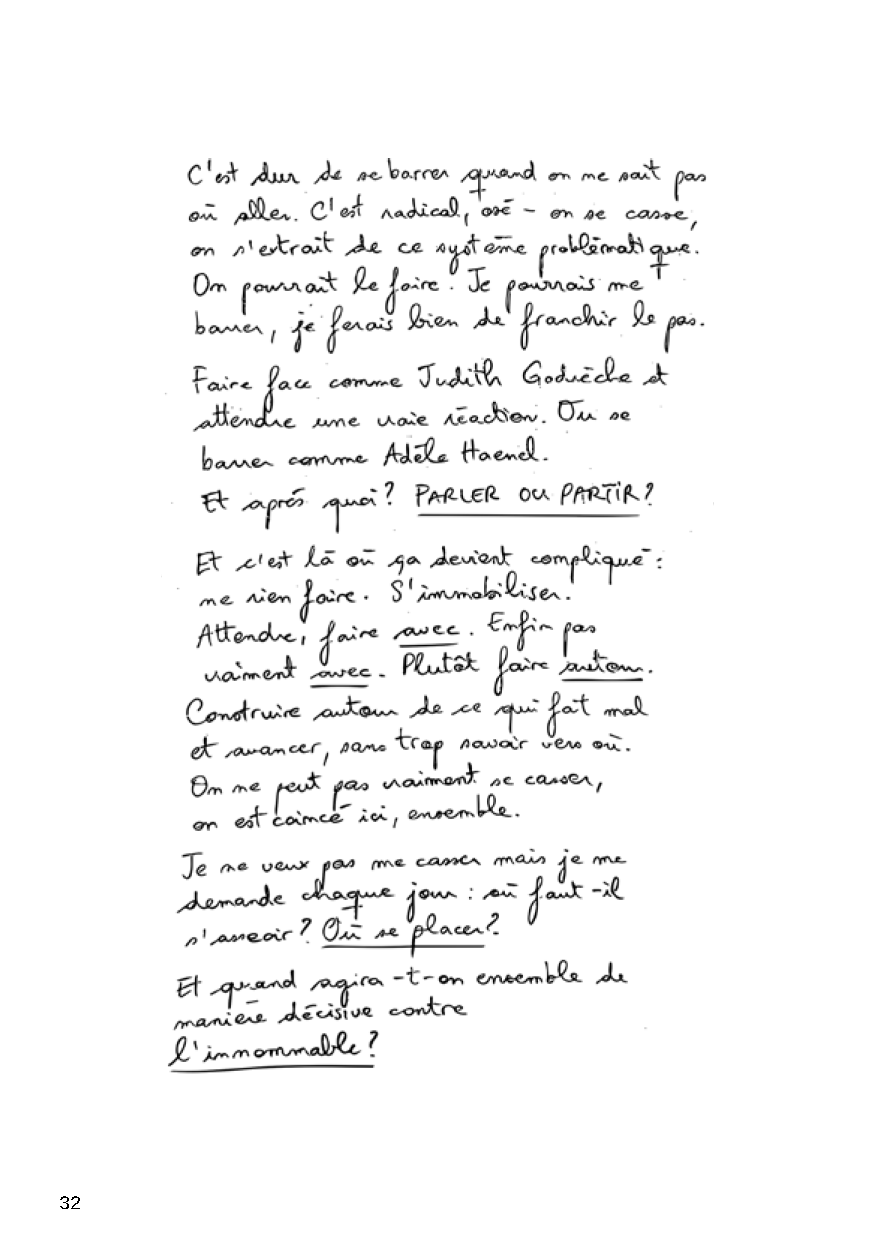 C'est dur de se barrer quand on ne sait pas
où aller. C'est radical, osé - on se casse,
on s'extrait de ce système problématique.
On pourrait le faire. Je pourrais me
barrer, je ferais bien de franchir le pas.
Faire face comme Judith Godrèche et
attendre une vraie réaction. Ou se
barrer comme Adèle Haenel.
Et après quoi? PARLER OU PARTIR?
Et c'est là où ça devient compliqué:
ne rien faire. S'immobiliser.
Attendre, faire avec. Enfin pas
vraiment avec. Plutôt faire autour.
Construire autour de ce qui fait mal
et avancer, sans trop savoir vers où.
On ne peut pas vraiment se casser,
on est coincé ici, ensemble.
Je ne veux pas me casser mais je me
demande chaque jour: où faut-il
s'asseoir? Où se placer?
Et quand agira-t-on ensemble de
manière décisive contre
l'innommable?
32